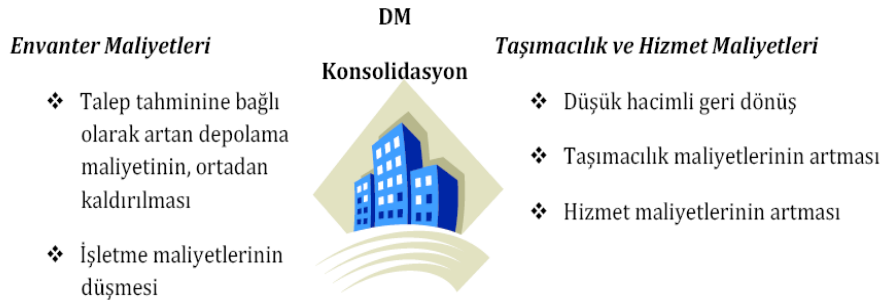 DM
Konsolidasyon
Envanter Maliyetleri
❖ Talep tahminine bağlı
olarak artan depolama
maliyetinin, ortadan
kaldırılması
❖ İşletme maliyetlerinin
düşmesi
Taşımacılık ve Hizmet Maliyetleri
❖ Düşük hacimli geri dönüş
❖ Taşımacılık maliyetlerinin artması
❖ Hizmet maliyetlerinin artması